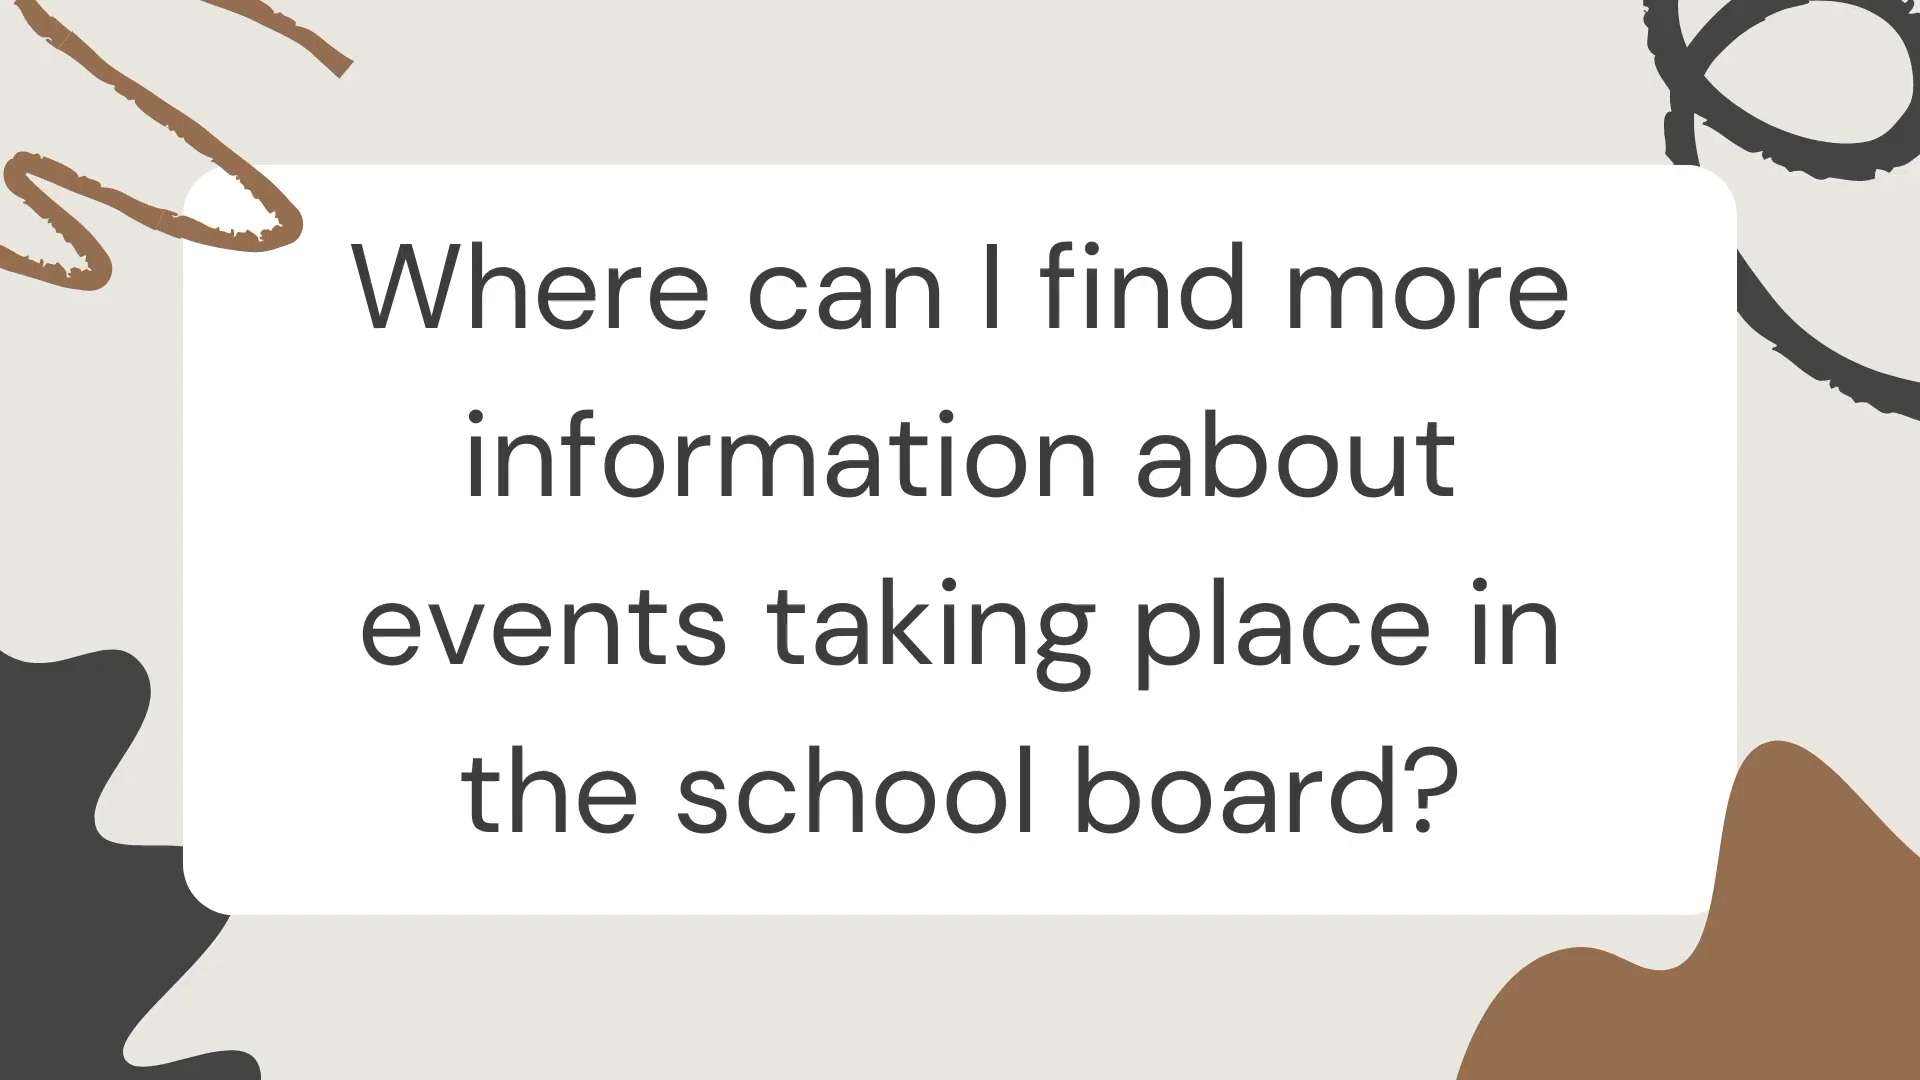 Where can I find more
information about
events taking place in
the school board?